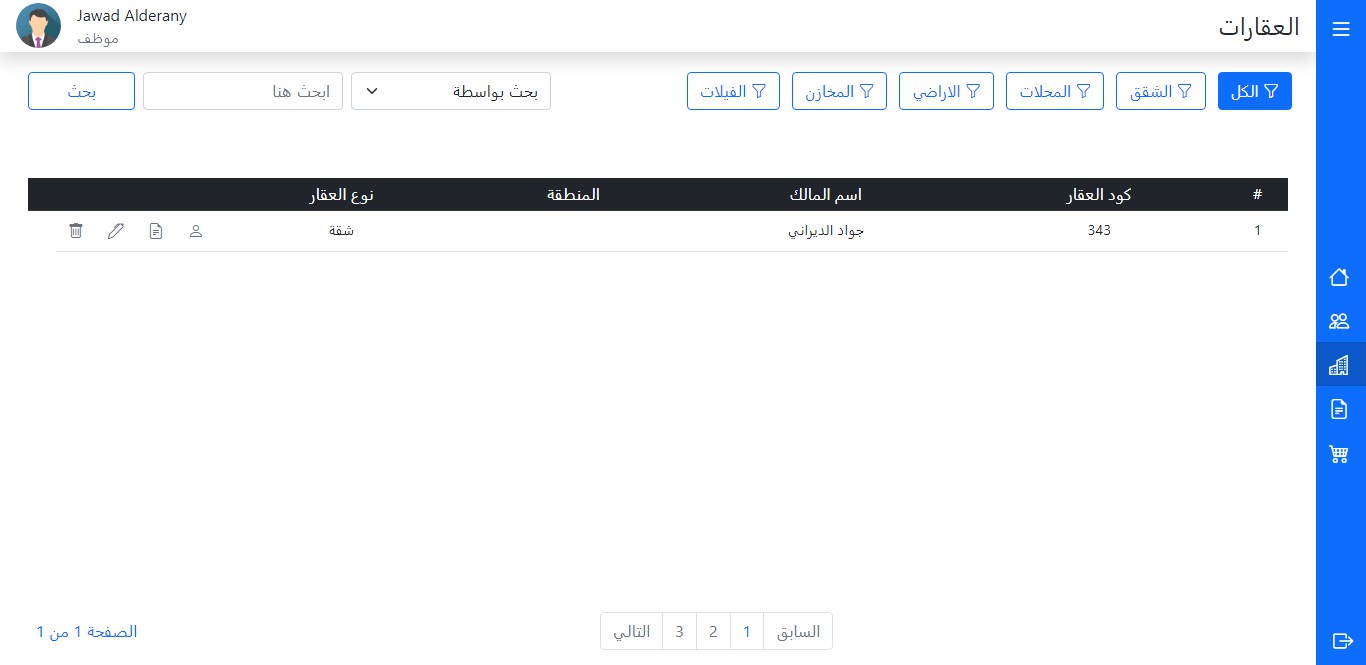 العقارات
Jawad Alderany
موظف
الكل
الشقق
المحلات
الاراضي
المخازن
الفيلات
بحث بواسطة
ابحث هنا
بحث
# كود العقار اسم المالك المنطقة نوع العقار
1 343 جواد الديراني شقة
السابق 1 2 3 التالي
الصفحة 1 من 1